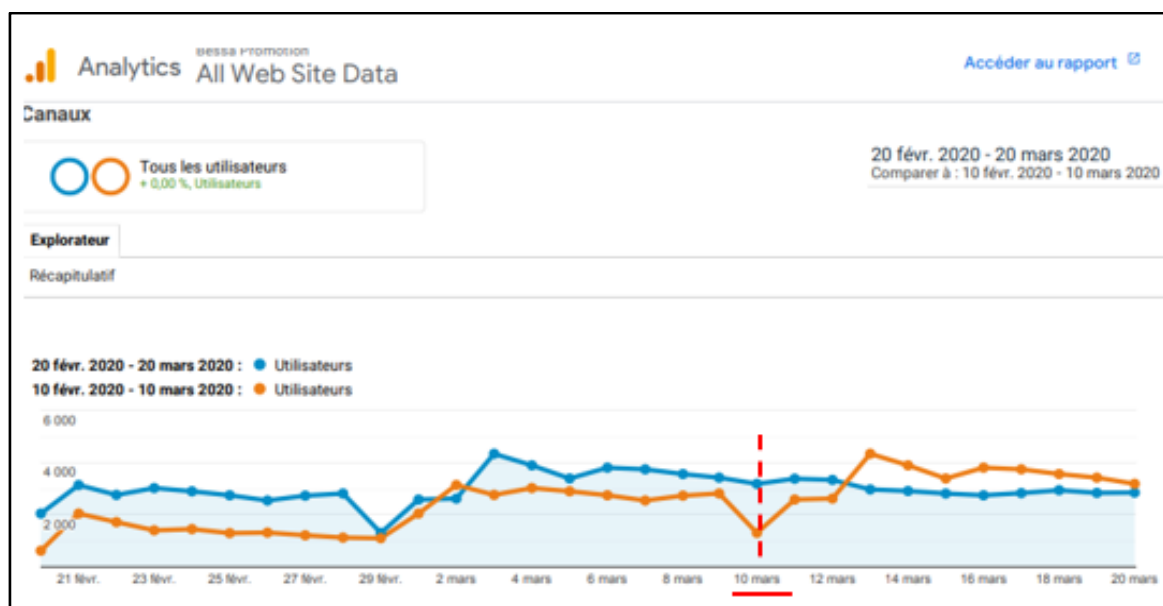 Bessa Promotion
Analytics All Web Site Data
Accéder au rapport
Canaux
Tous les utilisateurs
+ 0,00 %, Utilisateurs
20 févr. 2020 - 20 mars 2020
Comparer à : 10 févr. 2020 - 10 mars 2020
Explorateur
Récapitulatif
20 févr. 2020 - 20 mars 2020 : Utilisateurs
10 févr. 2020 - 10 mars 2020 : Utilisateurs
6 000
4 000
2 000
21 févr. 23 févr. 25 févr. 27 févr. 29 févr. 2 mars 4 mars 6 mars 8 mars 10 mars 12 mars 14 mars 16 mars 18 mars 20 mars